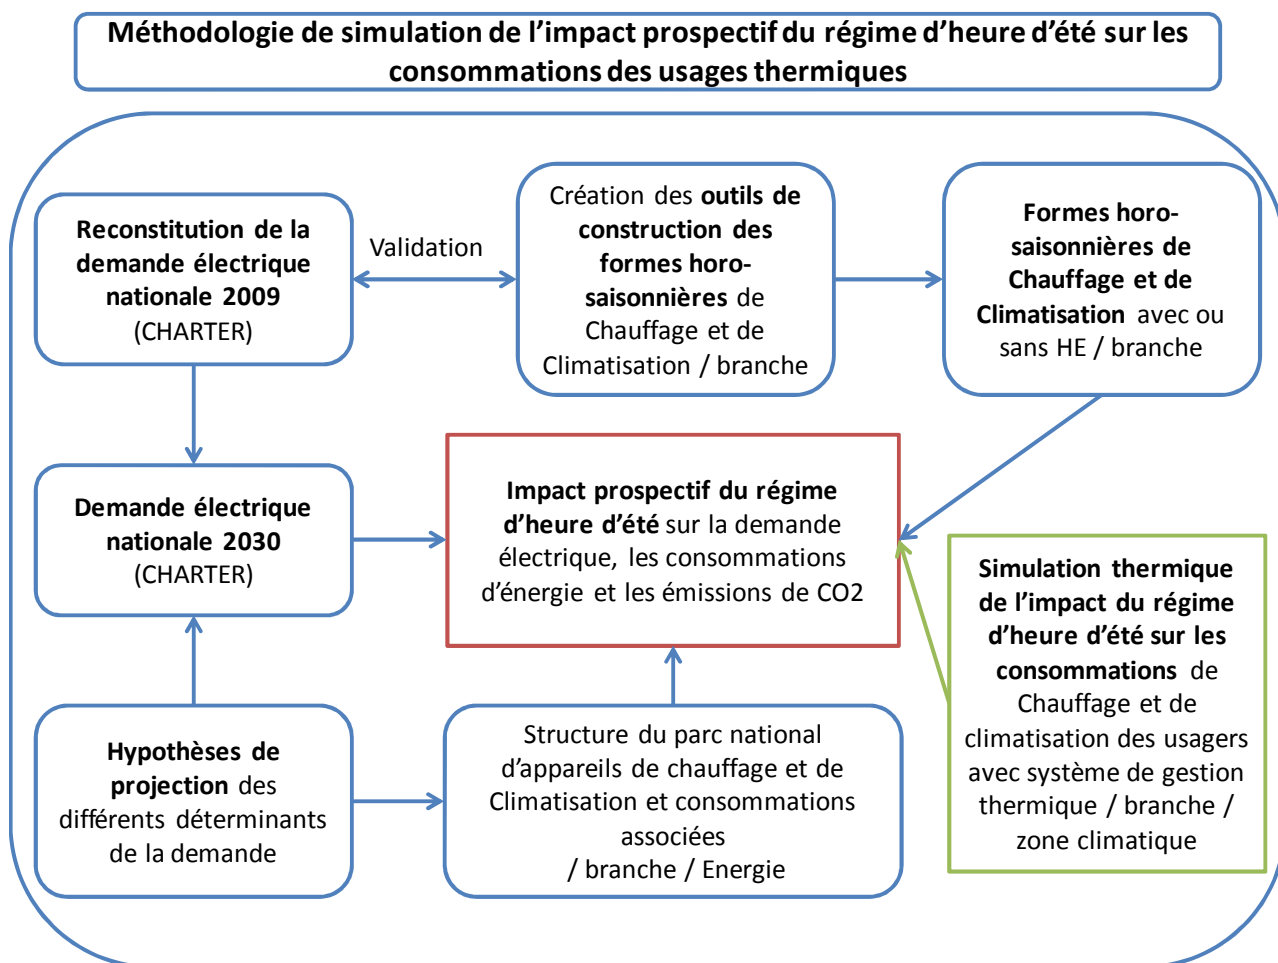 Méthodologie de simulation de l'impact prospectif du régime d'heure d'été sur les
consommations des usages thermiques
Reconstitution de la
demande électrique
nationale 2009
(CHARTER)
Validation
Création des outils de
construction des
formes horo-
saisonnières de
Chauffage et de
Climatisation / branche
Formes horo-
saisonnières de
Chauffage et de
Climatisation avec ou
sans HE / branche
Demande électrique
nationale 2030
(CHARTER)
Impact prospectif du régime
d'heure d'été sur la demande
électrique, les consommations
d'énergie et les émissions de CO2
Simulation thermique
de l'impact du régime
d'heure d'été sur les
consommations de
Chauffage et de
climatisation des usagers
avec système de gestion
thermique / branche /
zone climatique
Hypothèses de
projection des
différents déterminants
de la demande
Structure du parc national
d'appareils de chauffage et de
Climatisation et consommations
associées
/ branche / Energie